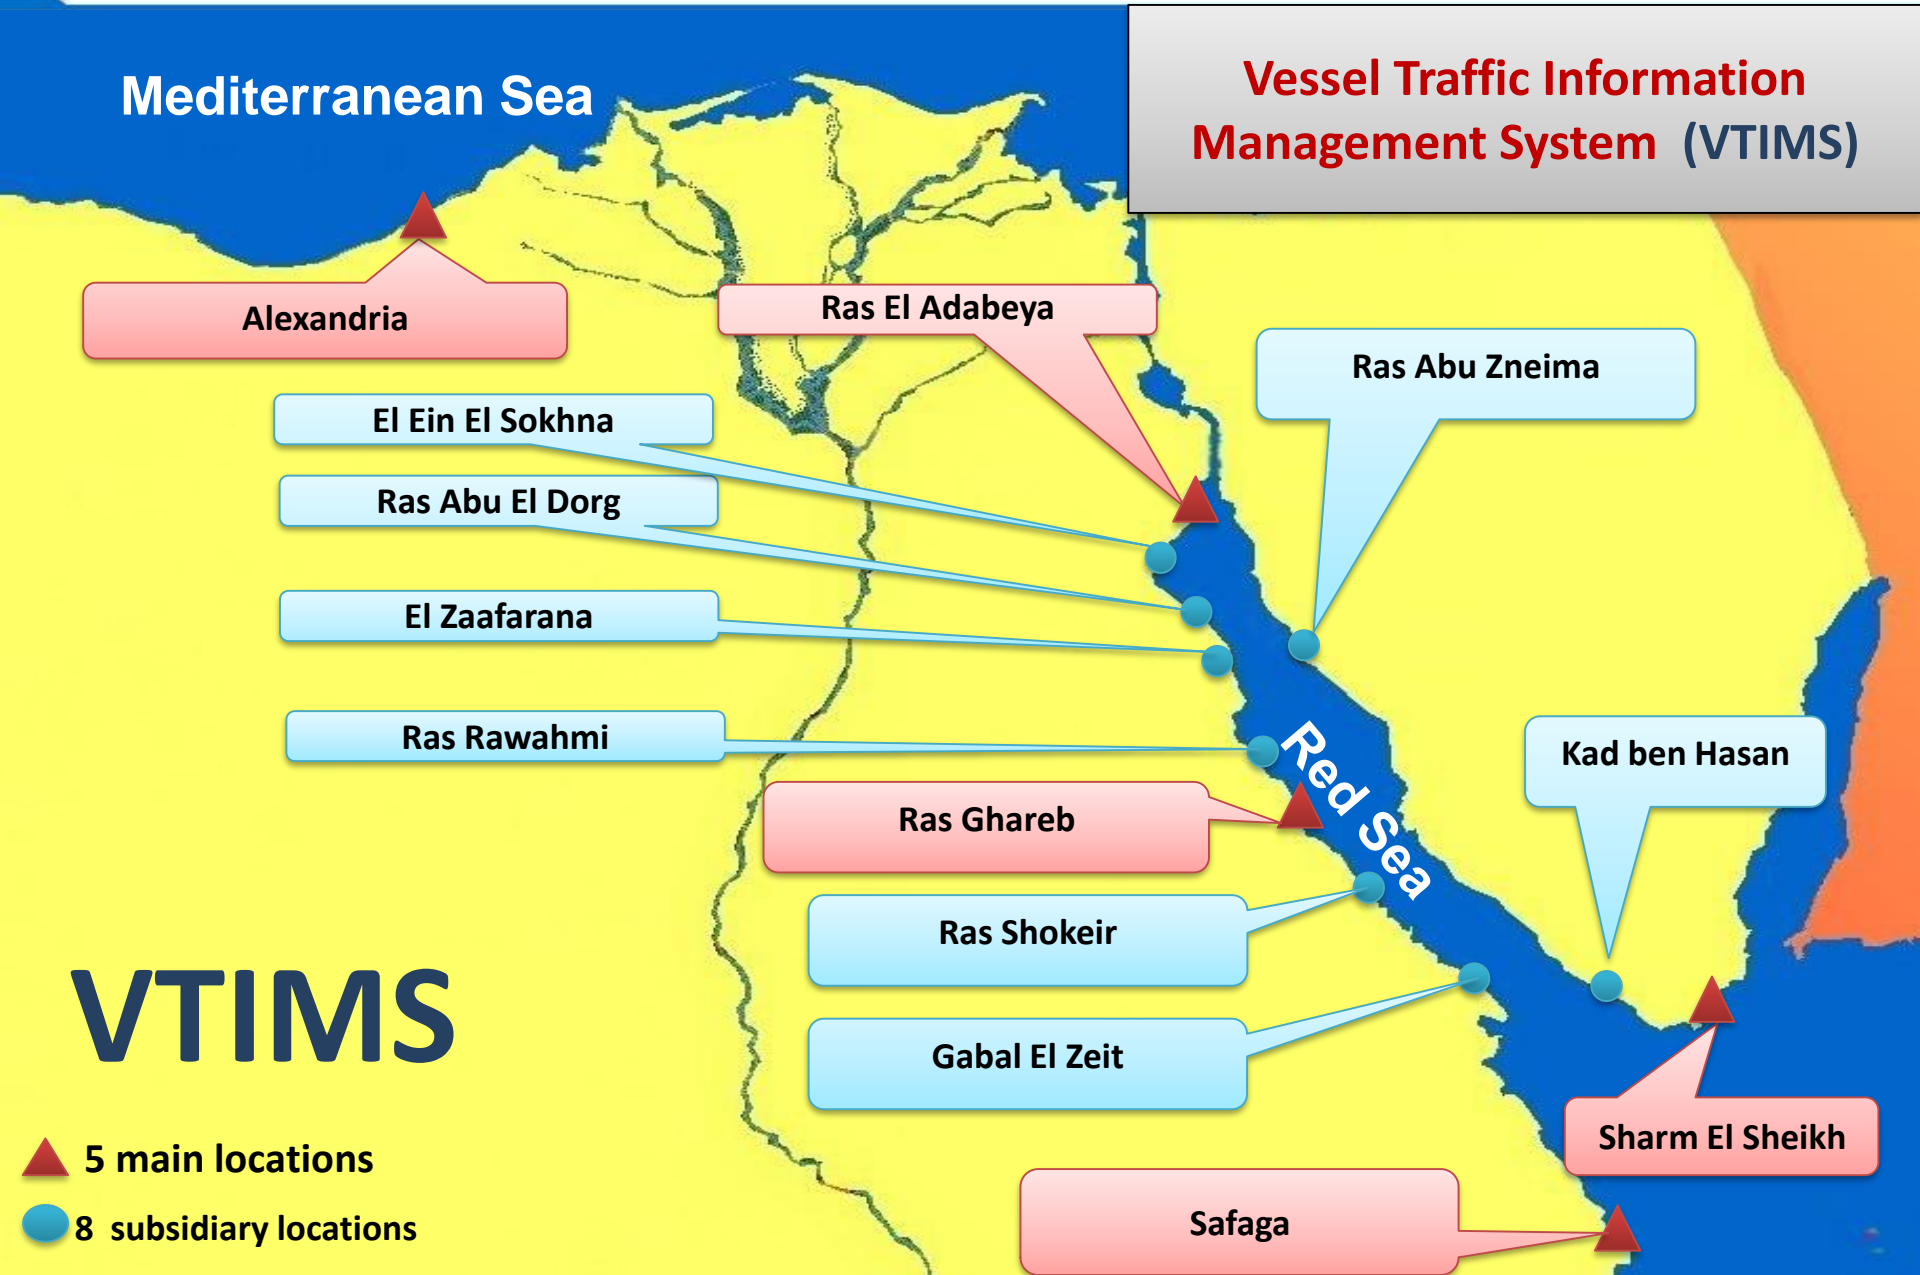 Mediterranean Sea
Vessel Traffic Information
Management System (VTIMS)
Alexandria
Ras El Adabeya
Ras Abu Zneima
El Ein El Sokhna
Ras Abu El Dorg
El Zaafarana
Ras Rawahmi
Red Sea
Kad ben Hasan
Ras Ghareb
Ras Shokeir
VTIMS
Gabal El Zeit
Sharm El Sheikh
5 main locations
Safaga
8 subsidiary locations